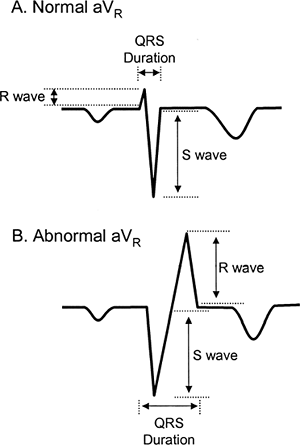 A. Normal aVR
QRS
Duration
R wave
S wave
B. Abnormal aVR
R wave
S wave
QRS
Duration